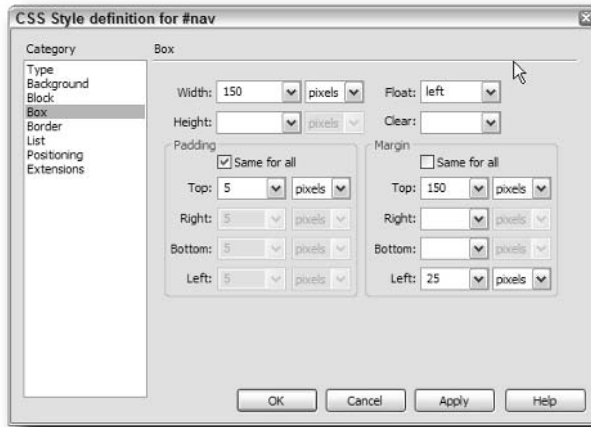 CSS Style definition for #nav
Category
Box
Type
Background
Block
Box
Border
List
Positioning
Extensions
Width: 150 pixels Float: left
Height: pixels Clear:
Padding Margin
Same for all Same for all
Top: 5 pixels Top: 150 pixels
Right: 5 pixels Right: pixels
Bottom: 5 pixels Bottom: pixels
Left: 5 pixels Left: 25 pixels
OK Cancel Apply Help